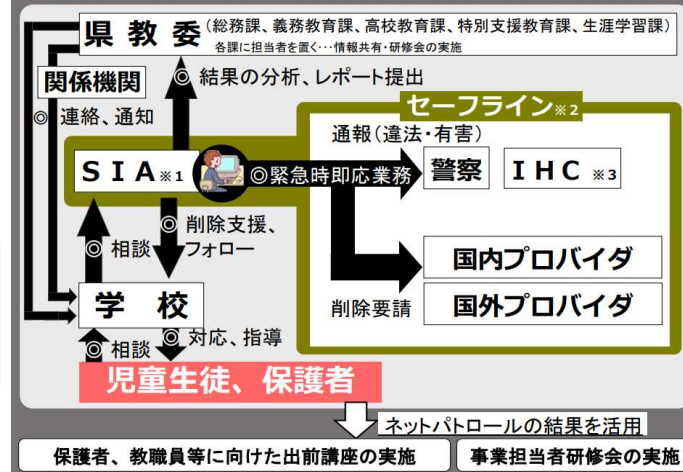 県教委(総務課、義務教育課、高校教育課、特別支援教育課、生涯学習課)
各課に担当者を置く･･･情報共有・研修会の実施
関係機関
◎結果の分析、レポート提出
◎連絡、通知
セーフライン※2
通報(違法・有害)
SIA※1
◎緊急時即応業務
警察
IHC※3
◎削除支援、
フォロー
◎相談
国内プロバイダ
学校
削除要請
国外プロバイダ
◎相談
◎対応、指導
児童生徒、保護者
ネットパトロールの結果を活用
保護者、教職員等に向けた出前講座の実施
事業担当者研修会の実施